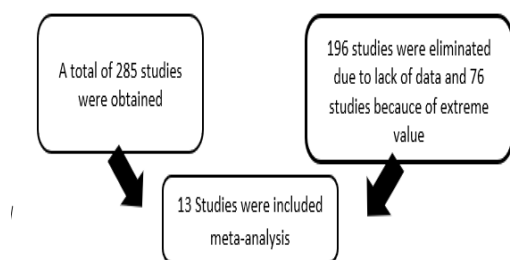 A total of 285 studies
were obtained
196 studies were eliminated
due to lack of data and 76
studies becauce of extreme
value
13 Studies were included
meta-analysis